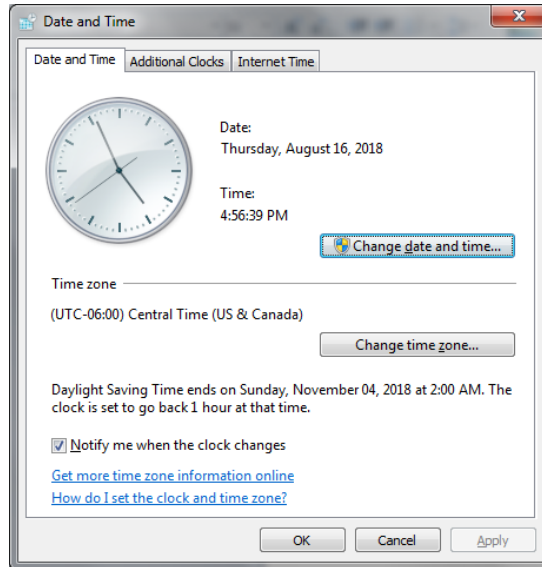 Date and Time
Date and Time
Additional Clocks
Internet Time
Date:
Thursday, August 16, 2018
Time:
4:56:39 PM
Change date and time...
Time zone
(UTC-06:00) Central Time (US & Canada)
Change time zone...
Daylight Saving Time ends on Sunday, November 04, 2018 at 2:00 AM. The
clock is set to go back 1 hour at that time.
Notify me when the clock changes
Get more time zone information online
How do I set the clock and time zone?
OK
Cancel
Apply